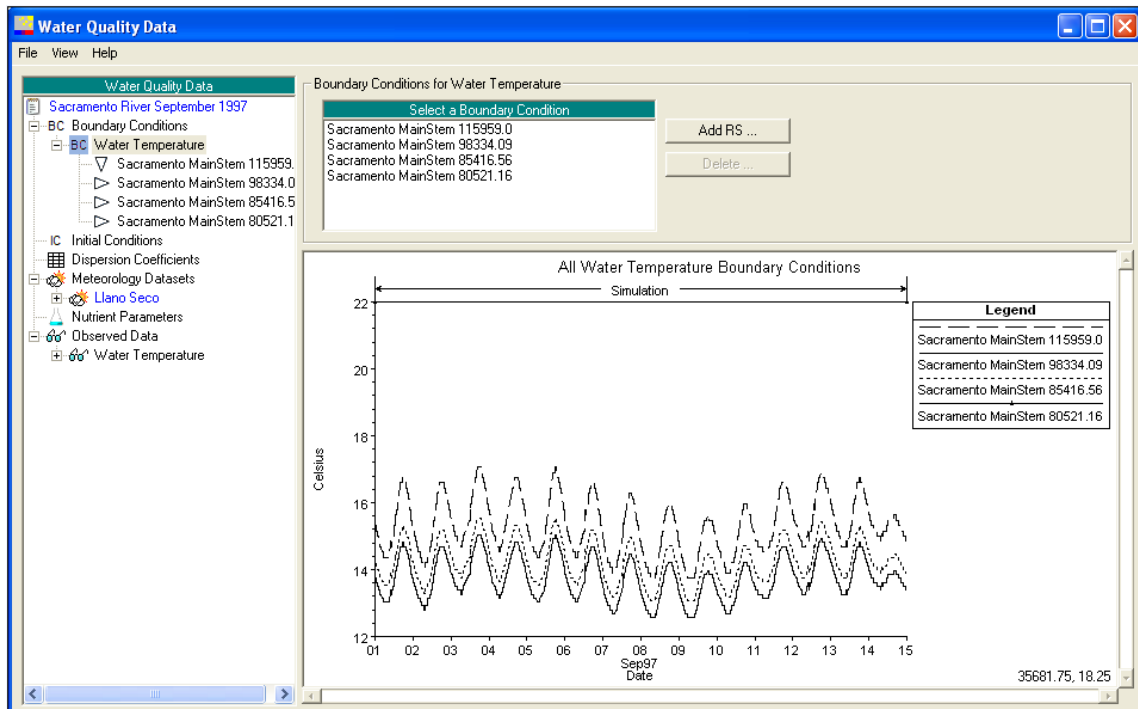 Water Quality Data
File View Help
Water Quality Data
Sacramento River September 1997
BC Boundary Conditions
BC Water Temperature
Sacramento MainStem 115959.
Sacramento MainStem 98334.0
Sacramento MainStem 85416.5
Sacramento MainStem 80521.1
IC Initial Conditions
Dispersion Coefficients
Meteorology Datasets
Llano Seco
Nutrient Parameters
Observed Data
Water Temperature
Boundary Conditions for Water Temperature
Select a Boundary Condition
Sacramento MainStem 115959.0
Sacramento MainStem 98334.09
Sacramento MainStem 85416.56
Sacramento MainStem 80521.16
Add RS ...
Delete ...
All Water Temperature Boundary Conditions
Simulation
22
20
18
16
14
12
Celsius
01 02 03 04 05 06 07 08 09 10 11 12 13 14 15
Sep97
Date
Legend
Sacramento MainStem 115959.0
Sacramento MainStem 98334.09
Sacramento MainStem 85416.56
Sacramento MainStem 80521.16
35681.75, 18.25